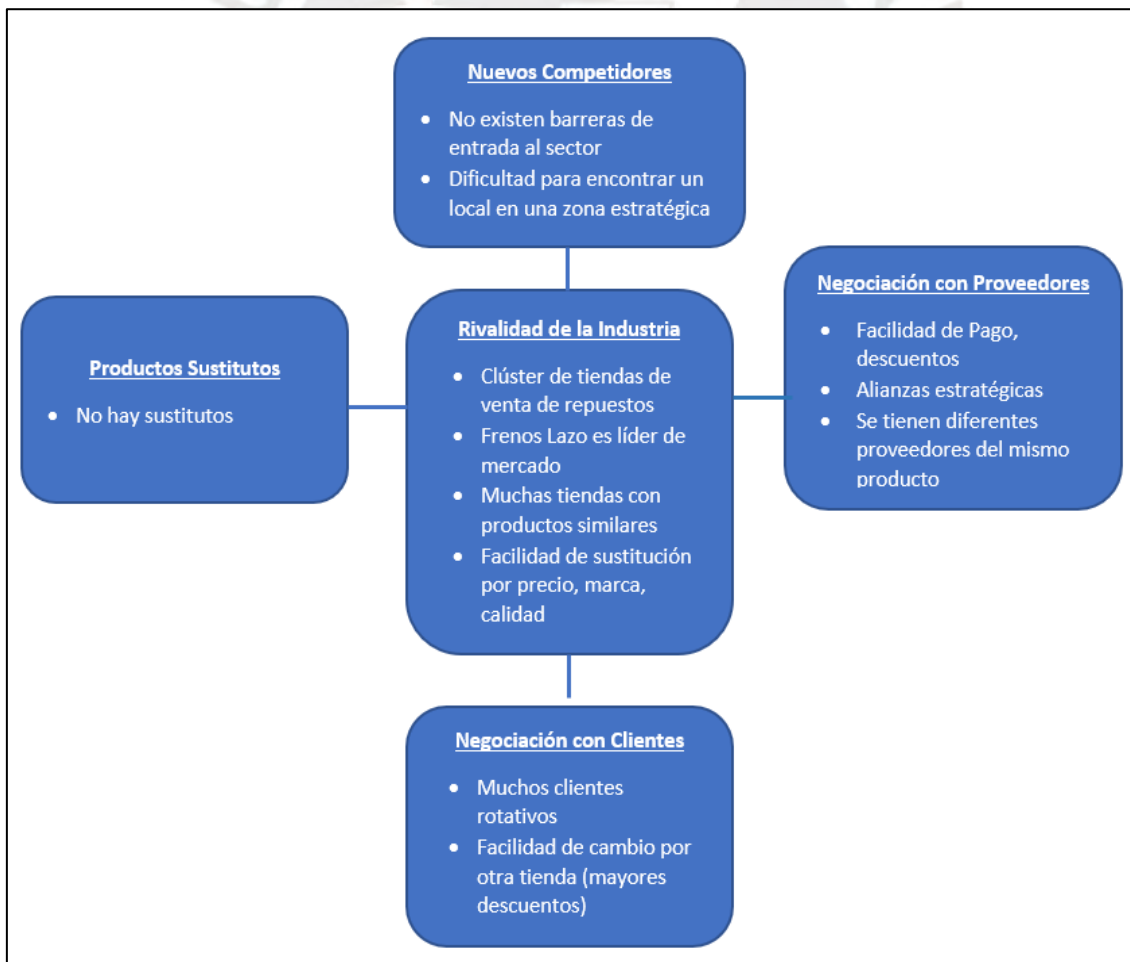 Nuevos Competidores
• No existen barreras de
entrada al sector
• Dificultad para encontrar un
local en una zona estratégica
Negociación con Proveedores
• Facilidad de Pago,
descuentos
• Alianzas estratégicas
• Se tienen diferentes
proveedores del mismo
producto
Rivalidad de la Industria
• Clúster de tiendas de
venta de repuestos
• Frenos Lazo es líder de
mercado
• Muchas tiendas con
productos similares
• Facilidad de sustitución
por precio, marca,
calidad
Productos Sustitutos
• No hay sustitutos
Negociación con Clientes
• Muchos clientes
rotativos
• Facilidad de cambio por
otra tienda (mayores
descuentos)